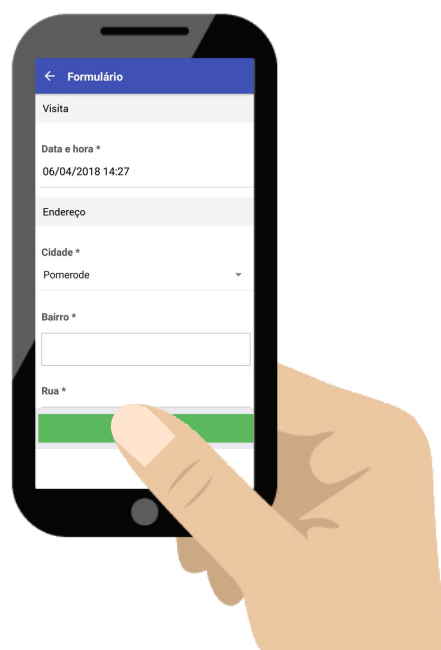 Formulário
Visita
Data e hora *
06/04/2018 14:27
Endereço
Cidade *
Pomerode
Bairro *
Rua *